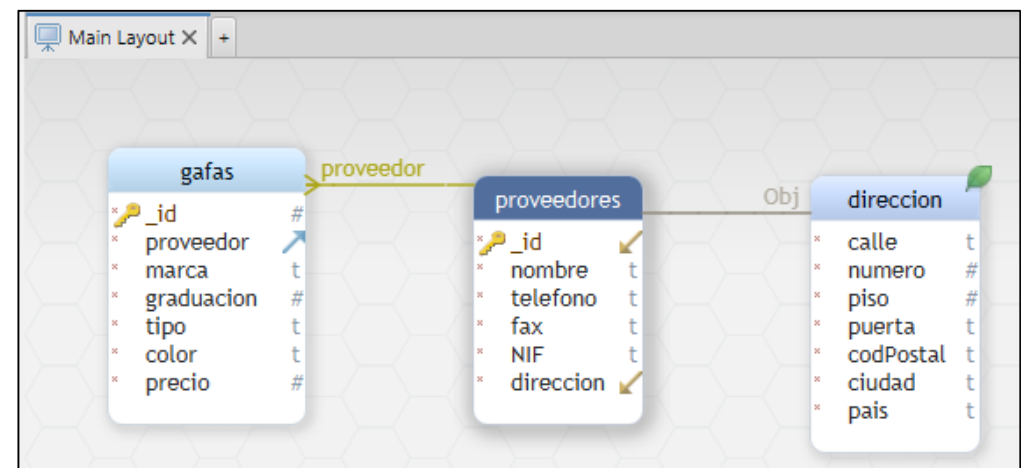 Main Layout
+
gafas
_id #
proveedor
marca t
graduacion #
tipo t
color t
precio #
proveedor
proveedores
_id
nombre t
telefono t
fax t
NIF t
direccion
Obj
direccion
calle t
numero #
piso #
puerta t
codPostal t
ciudad t
pais t